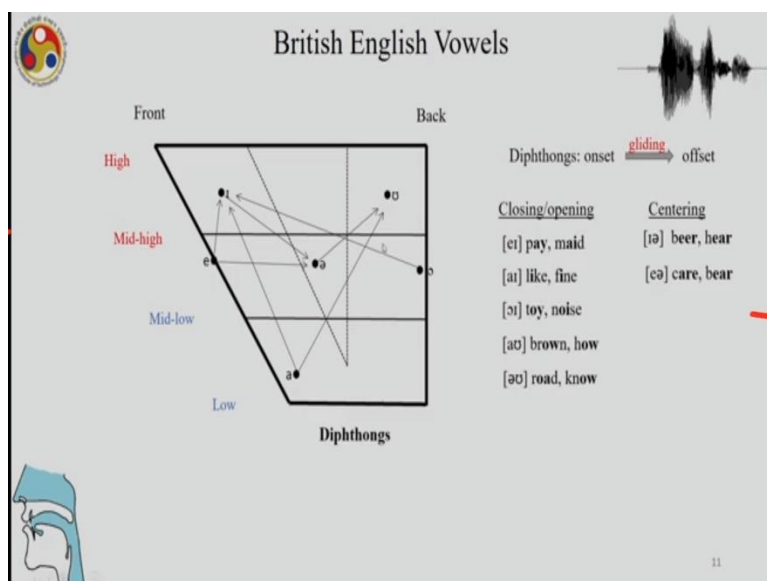 British English Vowels
Front
Back
High
Mid-high
Mid-low
Low
ɪ
ʊ
e
ə
ɔ
a
Diphthongs
Diphthongs: onset gliding offset
Closing/opening
[eɪ] pay, maid
[aɪ] like, fine
[ɔɪ] toy, noise
[aʊ] brown, how
[əʊ] road, know
Centering
[ɪə] beer, hear
[eə] care, bear
11